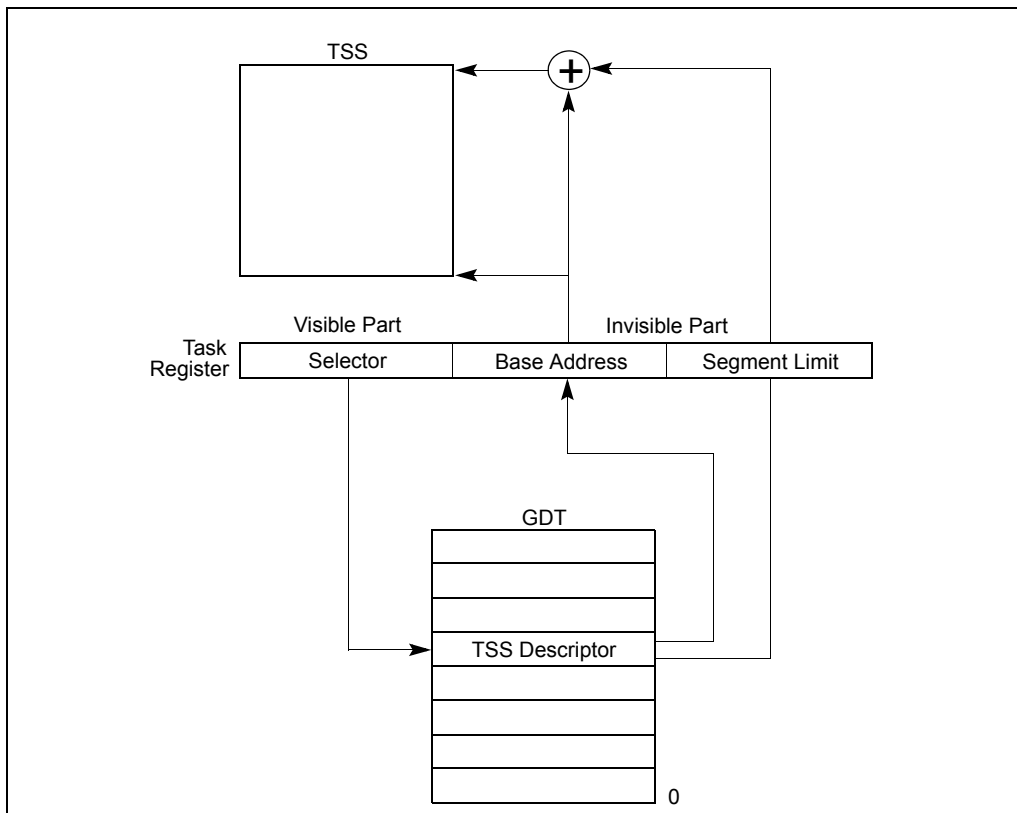 TSS
+
Visible Part
Invisible Part
Task
Register
Selector
Base Address
Segment Limit
GDT
TSS Descriptor
0